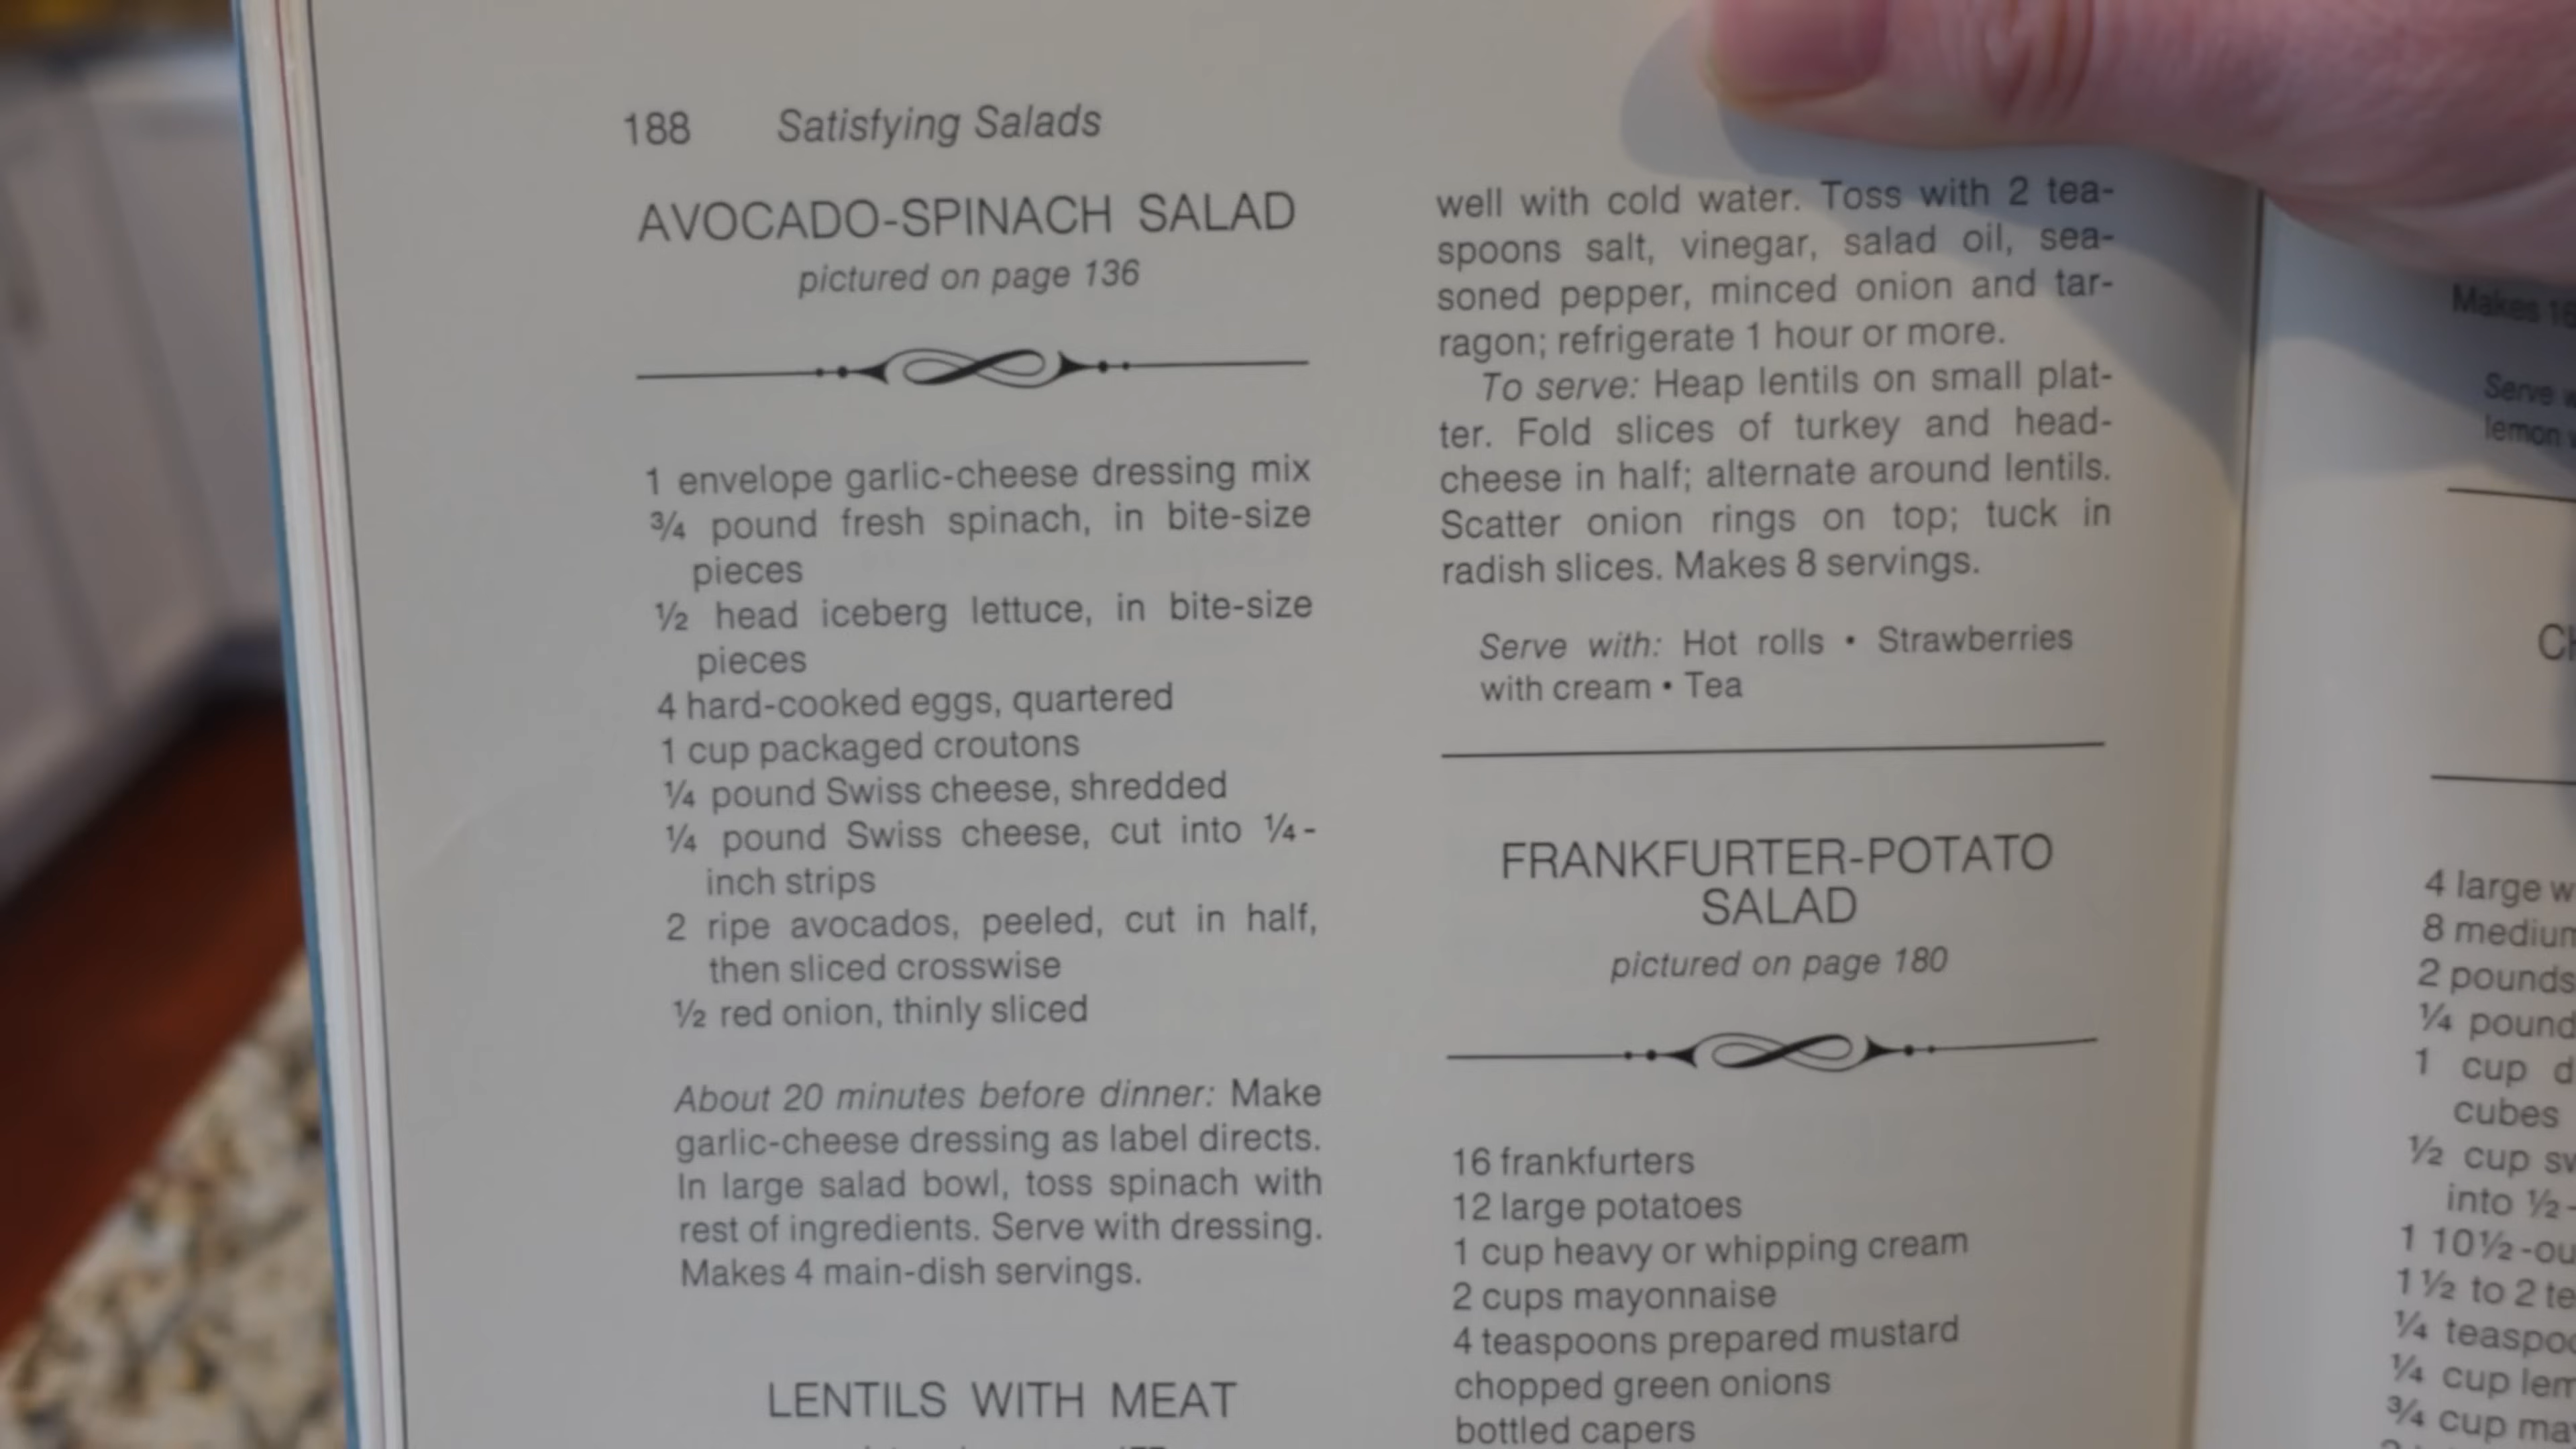 188 Satisfying Salads
AVOCADO-SPINACH SALAD
pictured on page 136
1 envelope garlic-cheese dressing mix
¾ pound fresh spinach, in bite-size
pieces
½ head iceberg lettuce, in bite-size
pieces
4 hard-cooked eggs, quartered
1 cup packaged croutons
¼ pound Swiss cheese, shredded
¼ pound Swiss cheese, cut into ¼-
inch strips
2 ripe avocados, peeled, cut in half,
then sliced crosswise
½ red onion, thinly sliced
About 20 minutes before dinner: Make
garlic-cheese dressing as label directs.
In large salad bowl, toss spinach with
rest of ingredients. Serve with dressing.
Makes 4 main-dish servings.
LENTILS WITH MEAT
well with cold water. Toss with 2 tea-
spoons salt, vinegar, salad oil, sea-
soned pepper, minced onion and tar-
ragon; refrigerate 1 hour or more.
To serve: Heap lentils on small plat-
ter. Fold slices of turkey and head-
cheese in half; alternate around lentils.
Scatter onion rings on top; tuck in
radish slices. Makes 8 servings.
Serve with: Hot rolls • Strawberries
with cream • Tea
FRANKFURTER-POTATO
SALAD
pictured on page 180
16 frankfurters
12 large potatoes
1 cup heavy or whipping cream
2 cups mayonnaise
4 teaspoons prepared mustard
chopped green onions
bottled capers
Makes
Serve
lemon
4 large
8 medium
2 pounds
¼ pound
1 cup
cubes
½ cup
into ½-
1 10½-
1½ to 2
¼
¼ cup
¾ cup